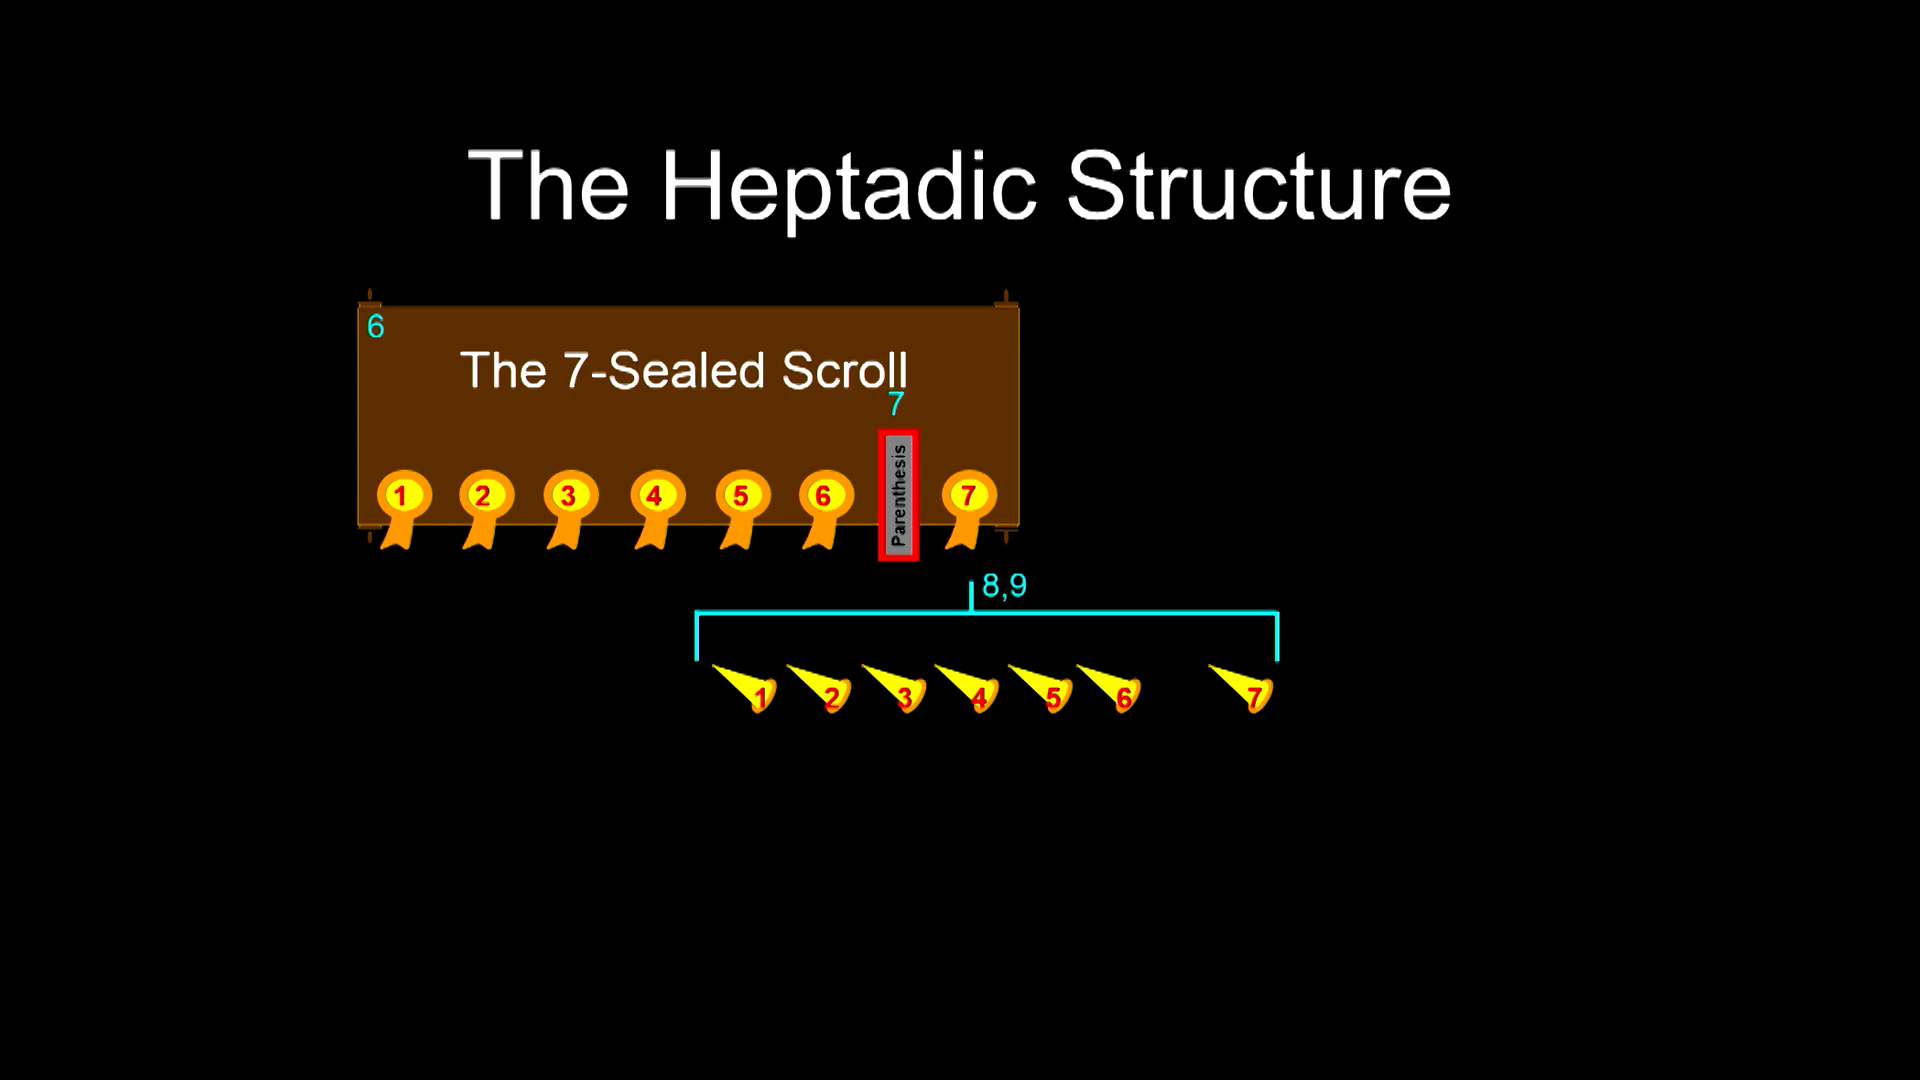 The Heptadic Structure
6
The 7-Sealed Scroll
7
1 2 3 4 5 6 Parenthesis 7
8,9
1 2 3 4 5 6 7